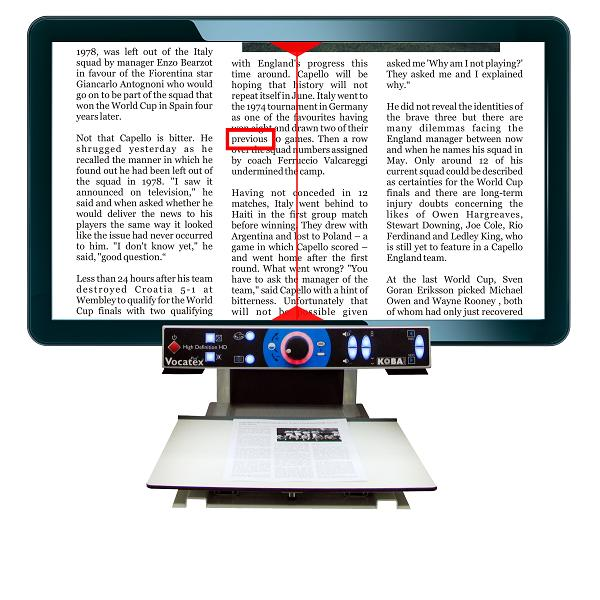 1978, was left out of the Italy
squad by manager Enzo Bearzot
in favour of the Fiorentina star
Giancarlo Antognoni who would
go on to be part of the squad that
won the World Cup in Spain four
years later.
Not that Capello is bitter. He
shrugged yesterday as he
recalled the manner in which he
found out he had been left out of
the squad in 1978. "I saw it
announced on television," he
said and when asked whether he
would deliver the news to his
players the same way it looked
like the issue had never occurred
to him. "I don't know yet," he
said, "good question."
Less than 24 hours after his team
destroyed Croatia 5-1 at
Wembley to qualify for the World
Cup finals with two qualifying
with England's progress this
time around. Capello will be
hoping that history will not
repeat itself in June. Italy went to
the 1974 tournament in Germany
as one of the favourites having
won eight and drawn two of their
previous games. Then a row
over the squad numbers assigned
by coach Ferruccio Valcareggi
undermined the camp.
Having not conceded in 12
matches, Italy went behind to
Haiti in the first group match
before winning. They drew with
Argentina and lost to Poland – a
game in which Capello scored –
and went home after the first
round. What went wrong? "You
have to ask the manager of the
team," said Capello with a hint of
bitterness. Unfortunately that
will not be possible given
asked me 'Why am I not playing?'
They asked me and I explained
why."
He did not reveal the identities of
the brave three but there are
many dilemmas facing the
England manager between now
and when he names his squad in
May. Only around 12 of his
current squad could be described
as certainties for the World Cup
finals and there are long-term
injury doubts concerning the
likes of Owen Hargreaves,
Stewart Downing, Joe Cole, Rio
Ferdinand and Ledley King, who
is still yet to feature in a Capello
England team.
At the last World Cup, Sven
Goran Eriksson picked Michael
Owen and Wayne Rooney , both
of whom had only just recovered
High Definition HD
Vocatex
KOBA